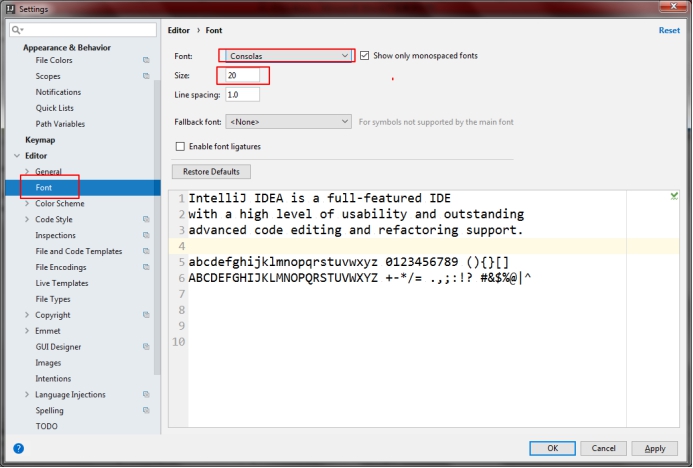 Settings
Appearance & Behavior
File Colors
Scopes
Notifications
Quick Lists
Path Variables
Keymap
Editor
General
Font
Color Scheme
Code Style
Inspections
File and Code Templates
File Encodings
Live Templates
File Types
Copyright
Emmet
GUI Designer
Images
Intentions
Language Injections
Spelling
TODO
Editor › Font
Reset
Font: Consolas Show only monospaced fonts
Size: 20
Line spacing: 1.0
Fallback font: <None> For symbols not supported by the main font
Enable font ligatures
Restore Defaults
1 IntelliJ IDEA is a full-featured IDE
2 with a high level of usability and outstanding
3 advanced code editing and refactoring support.
4
5 abcdefghijklmnopqrstuvwxyz 0123456789 (){}[]
6 ABCDEFGHIJKLMNOPQRSTUVWXYZ +-*/= .,;:!? #&$%@|^
7
8
9
10
? OK Cancel Apply